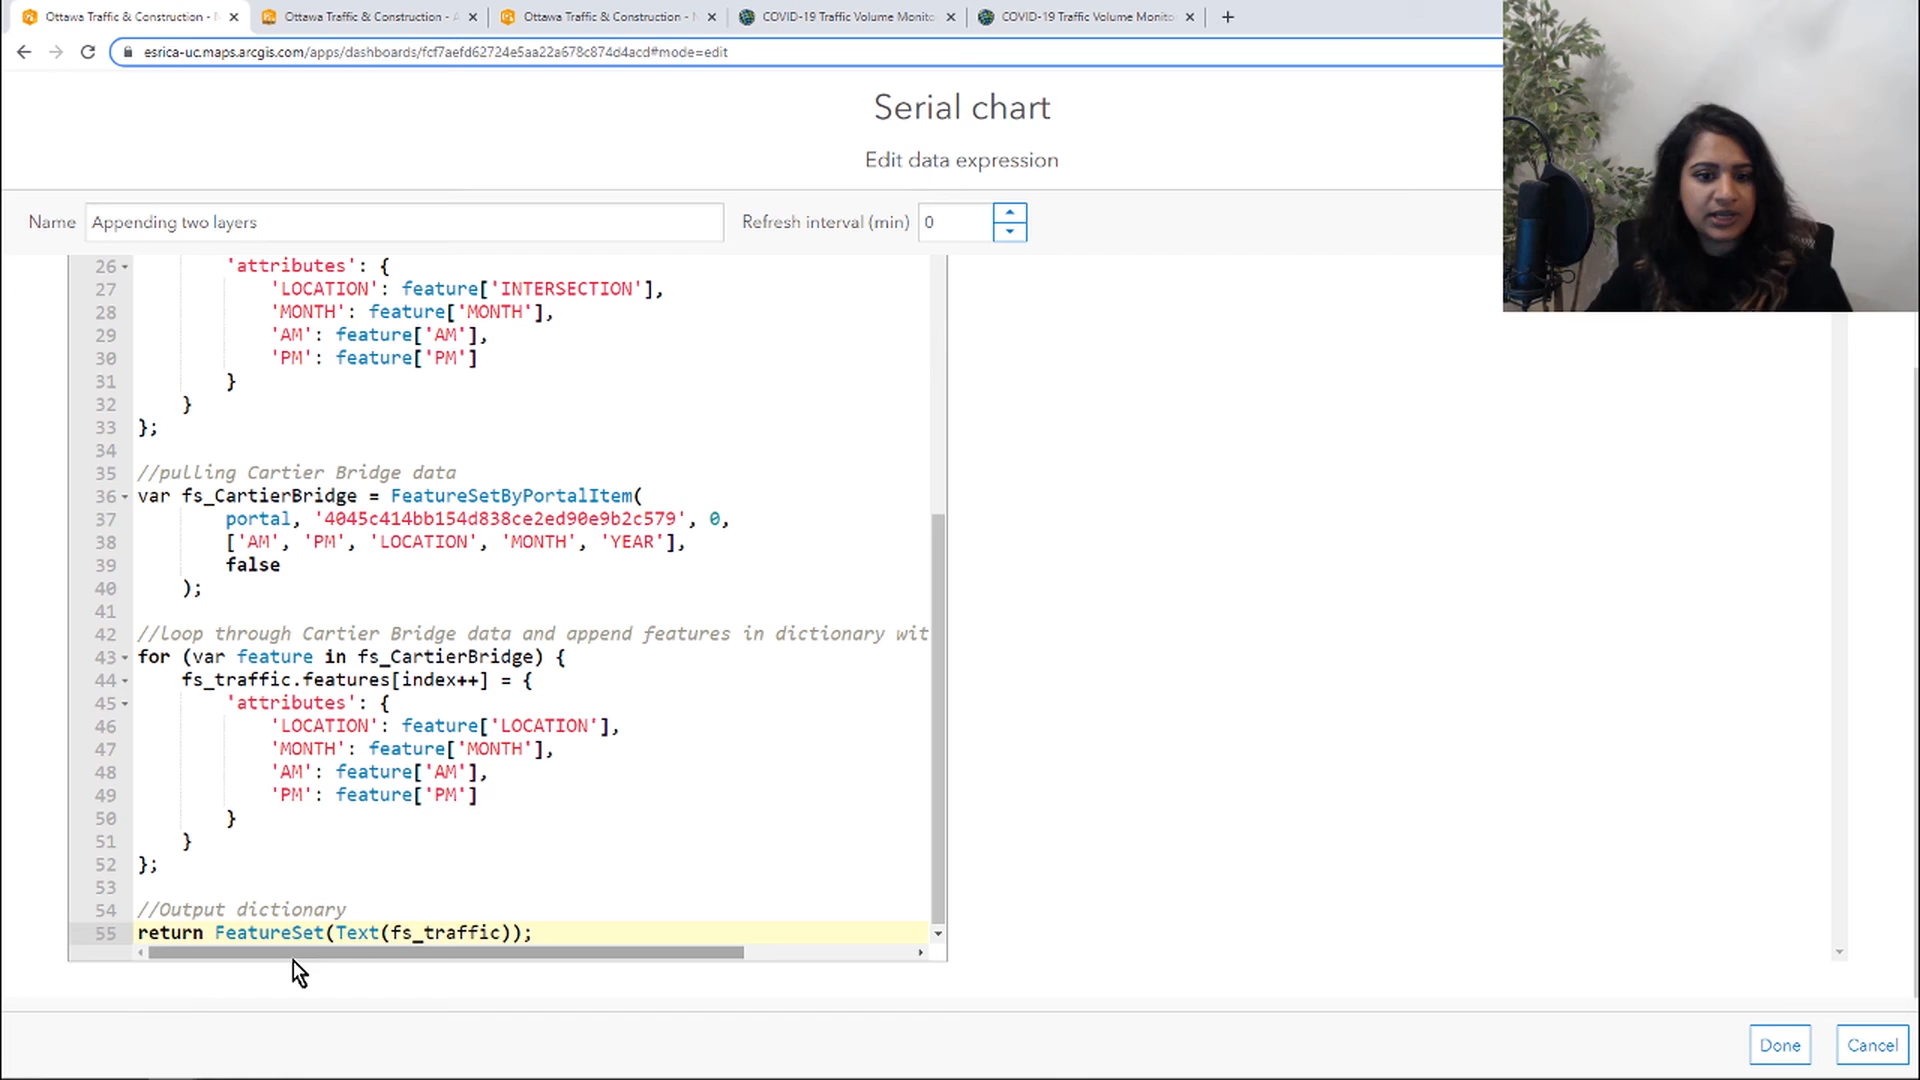 Ottawa Traffic & Construction -
Ottawa Traffic & Construction -
Ottawa Traffic & Construction -
COVID-19 Traffic Volume Monito
COVID-19 Traffic Volume Monito
esrica-uc.maps.arcgis.com/apps/dashboards/fcf7aefd62724e5aa22a678c874d4acd#mode=edit
Serial chart
Edit data expression
Name Appending two layers Refresh interval (min) 0
26 'attributes': {
27 'LOCATION': feature['INTERSECTION'],
28 'MONTH': feature['MONTH'],
29 'AM': feature['AM'],
30 'PM': feature['PM']
31 }
32 }
33 };
34
35 //pulling Cartier Bridge data
36 var fs_CartierBridge = FeatureSetByPortalItem(
37 portal, '4045c414bb154d838ce2ed90e9b2c579', 0,
38 ['AM', 'PM', 'LOCATION', 'MONTH', 'YEAR'],
39 false
40 );
41
42 //loop through Cartier Bridge data and append features in dictionary wit
43 for (var feature in fs_CartierBridge) {
44 fs_traffic.features[index++] = {
45 'attributes': {
46 'LOCATION': feature['LOCATION'],
47 'MONTH': feature['MONTH'],
48 'AM': feature['AM'],
49 'PM': feature['PM']
50 }
51 }
52 };
53
54 //Output dictionary
55 return FeatureSet(Text(fs_traffic));
Done Cancel